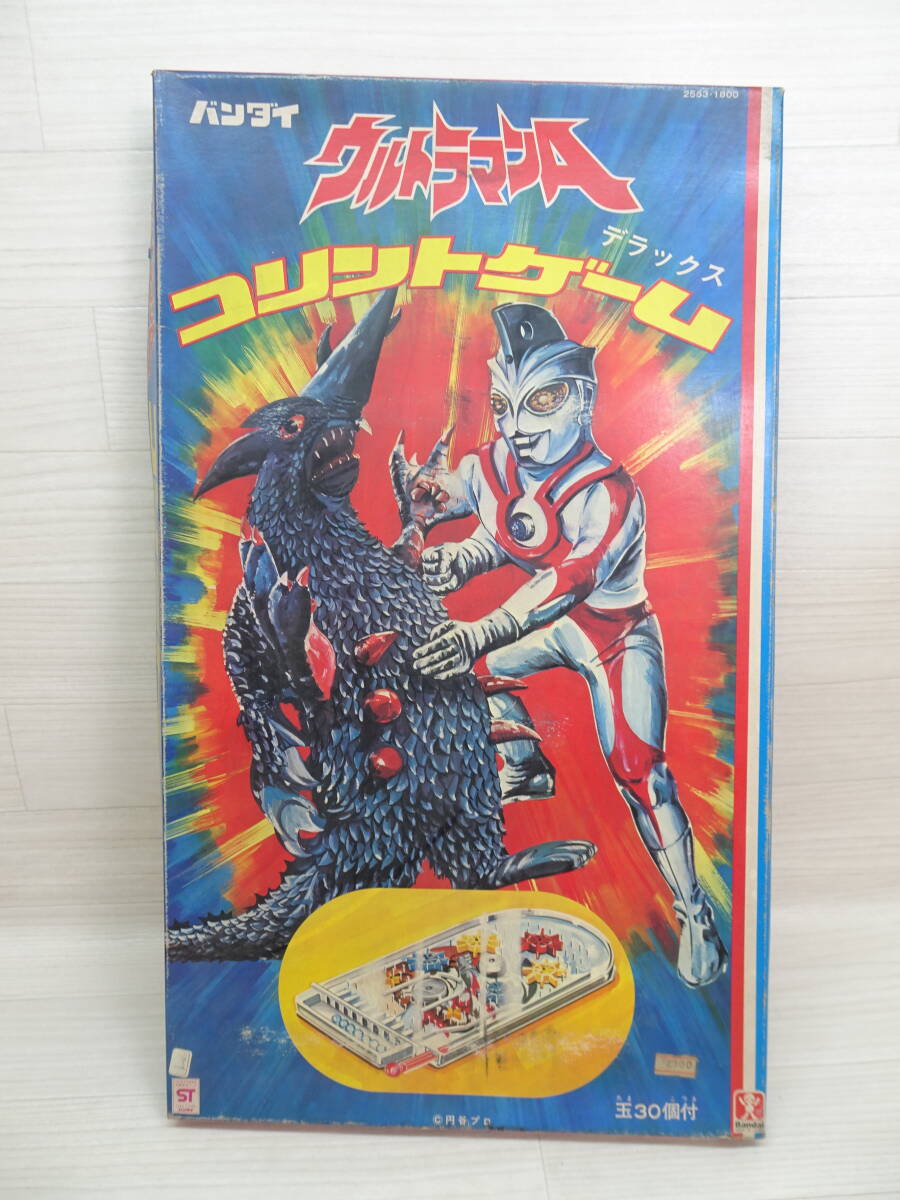 2553-1800
バンダイ
ウルトラマンA
デラックス
コリントゲーム
玉30個付
©円谷プロ
ST
Bandai